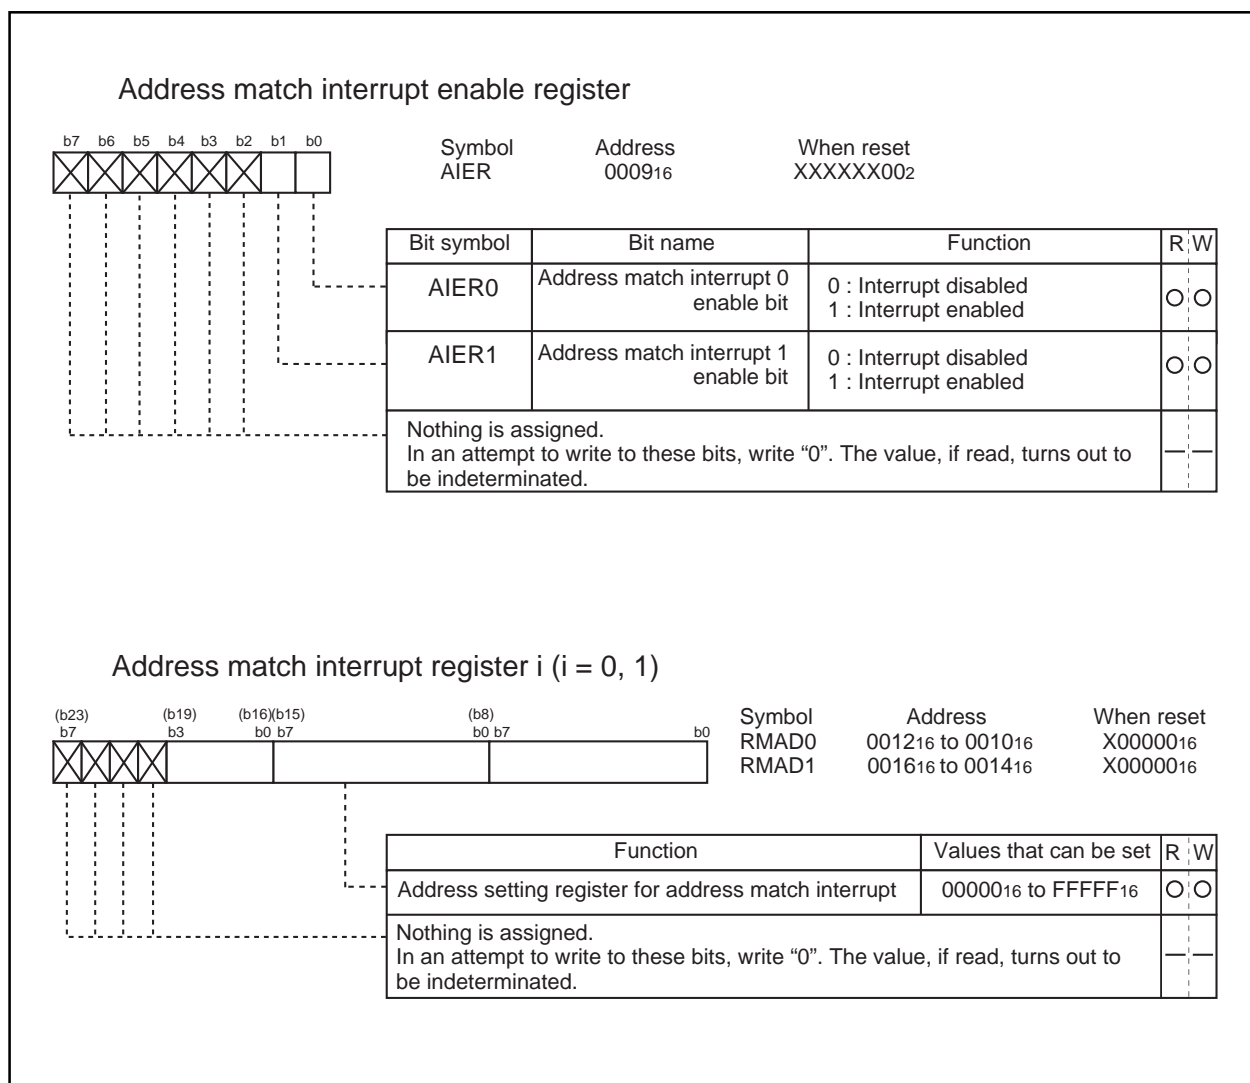 Address match interrupt enable register
b7 b6 b5 b4 b3 b2 b1 b0
Symbol Address When reset
AIER 000916 XXXXXX002
Bit symbol Bit name Function R W
AIER0 Address match interrupt 0 enable bit 0 : Interrupt disabled
1 : Interrupt enabled
AIER1 Address match interrupt 1 enable bit 0 : Interrupt disabled
1 : Interrupt enabled
Nothing is assigned.
In an attempt to write to these bits, write “0”. The value, if read, turns out to
be indeterminated.
Address match interrupt register i (i = 0, 1)
(b23) (b19) (b16)(b15) (b8)
b7 b3 b0 b7 b0 b7 b0
Symbol Address When reset
RMAD0 001216 to 001016 X0000016
RMAD1 001616 to 001416 X0000016
Function Values that can be set R W
Address setting register for address match interrupt 0000016 to FFFFF16
Nothing is assigned.
In an attempt to write to these bits, write “0”. The value, if read, turns out to
be indeterminated.